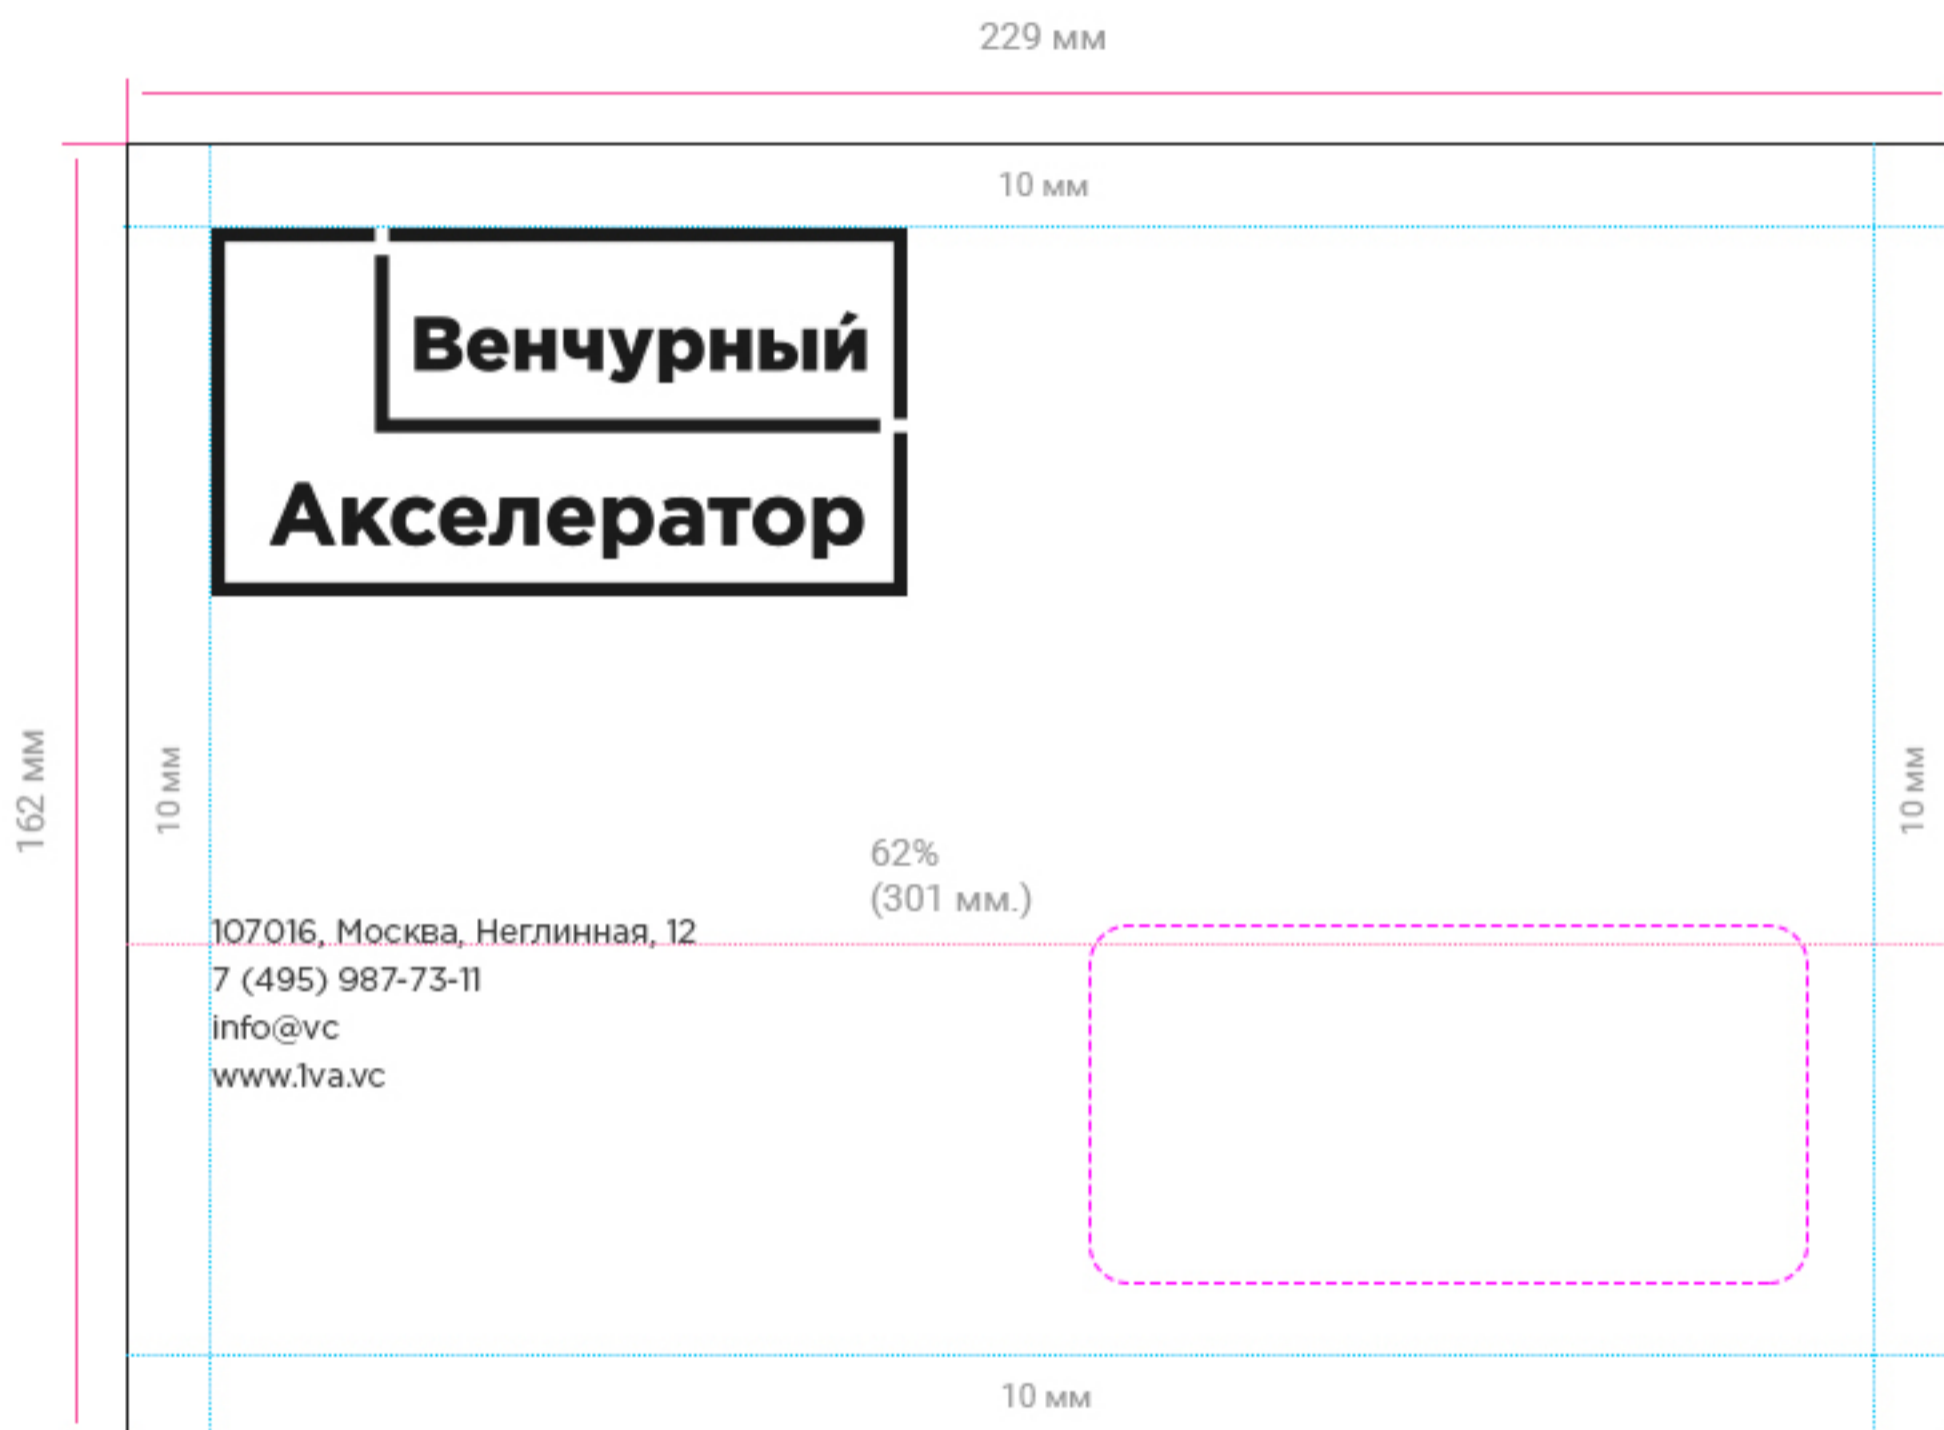 229 мм
10 мм
Венчурный
Акселератор
162 мм
10 мм
10 мм
62%
(301 мм.)
107016, Москва, Неглинная, 12
7 (495) 987-73-11
info@vc
www.1va.vc
10 мм